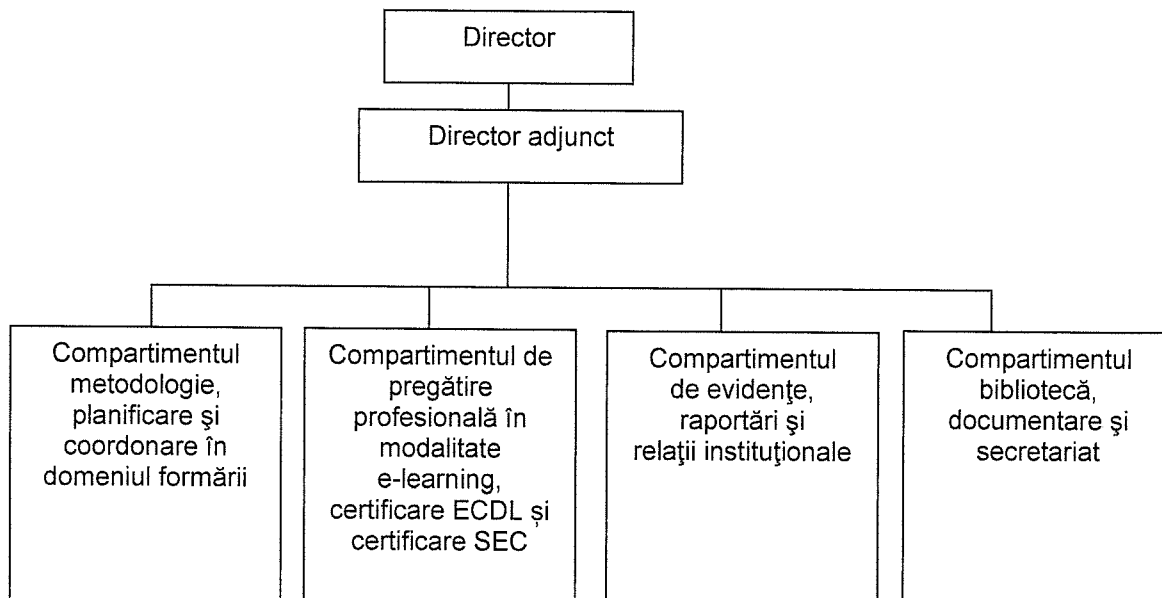 Director
Director adjunct
Compartimentul
metodologie,
planificare şi
coordonare în
domeniul formării
Compartimentul de
pregătire
profesională în
modalitate
e-learning,
certificare ECDL și
certificare SEC
Compartimentul
de evidenţe,
raportări şi
relaţii instituţionale
Compartimentul
bibliotecă,
documentare şi
secretariat